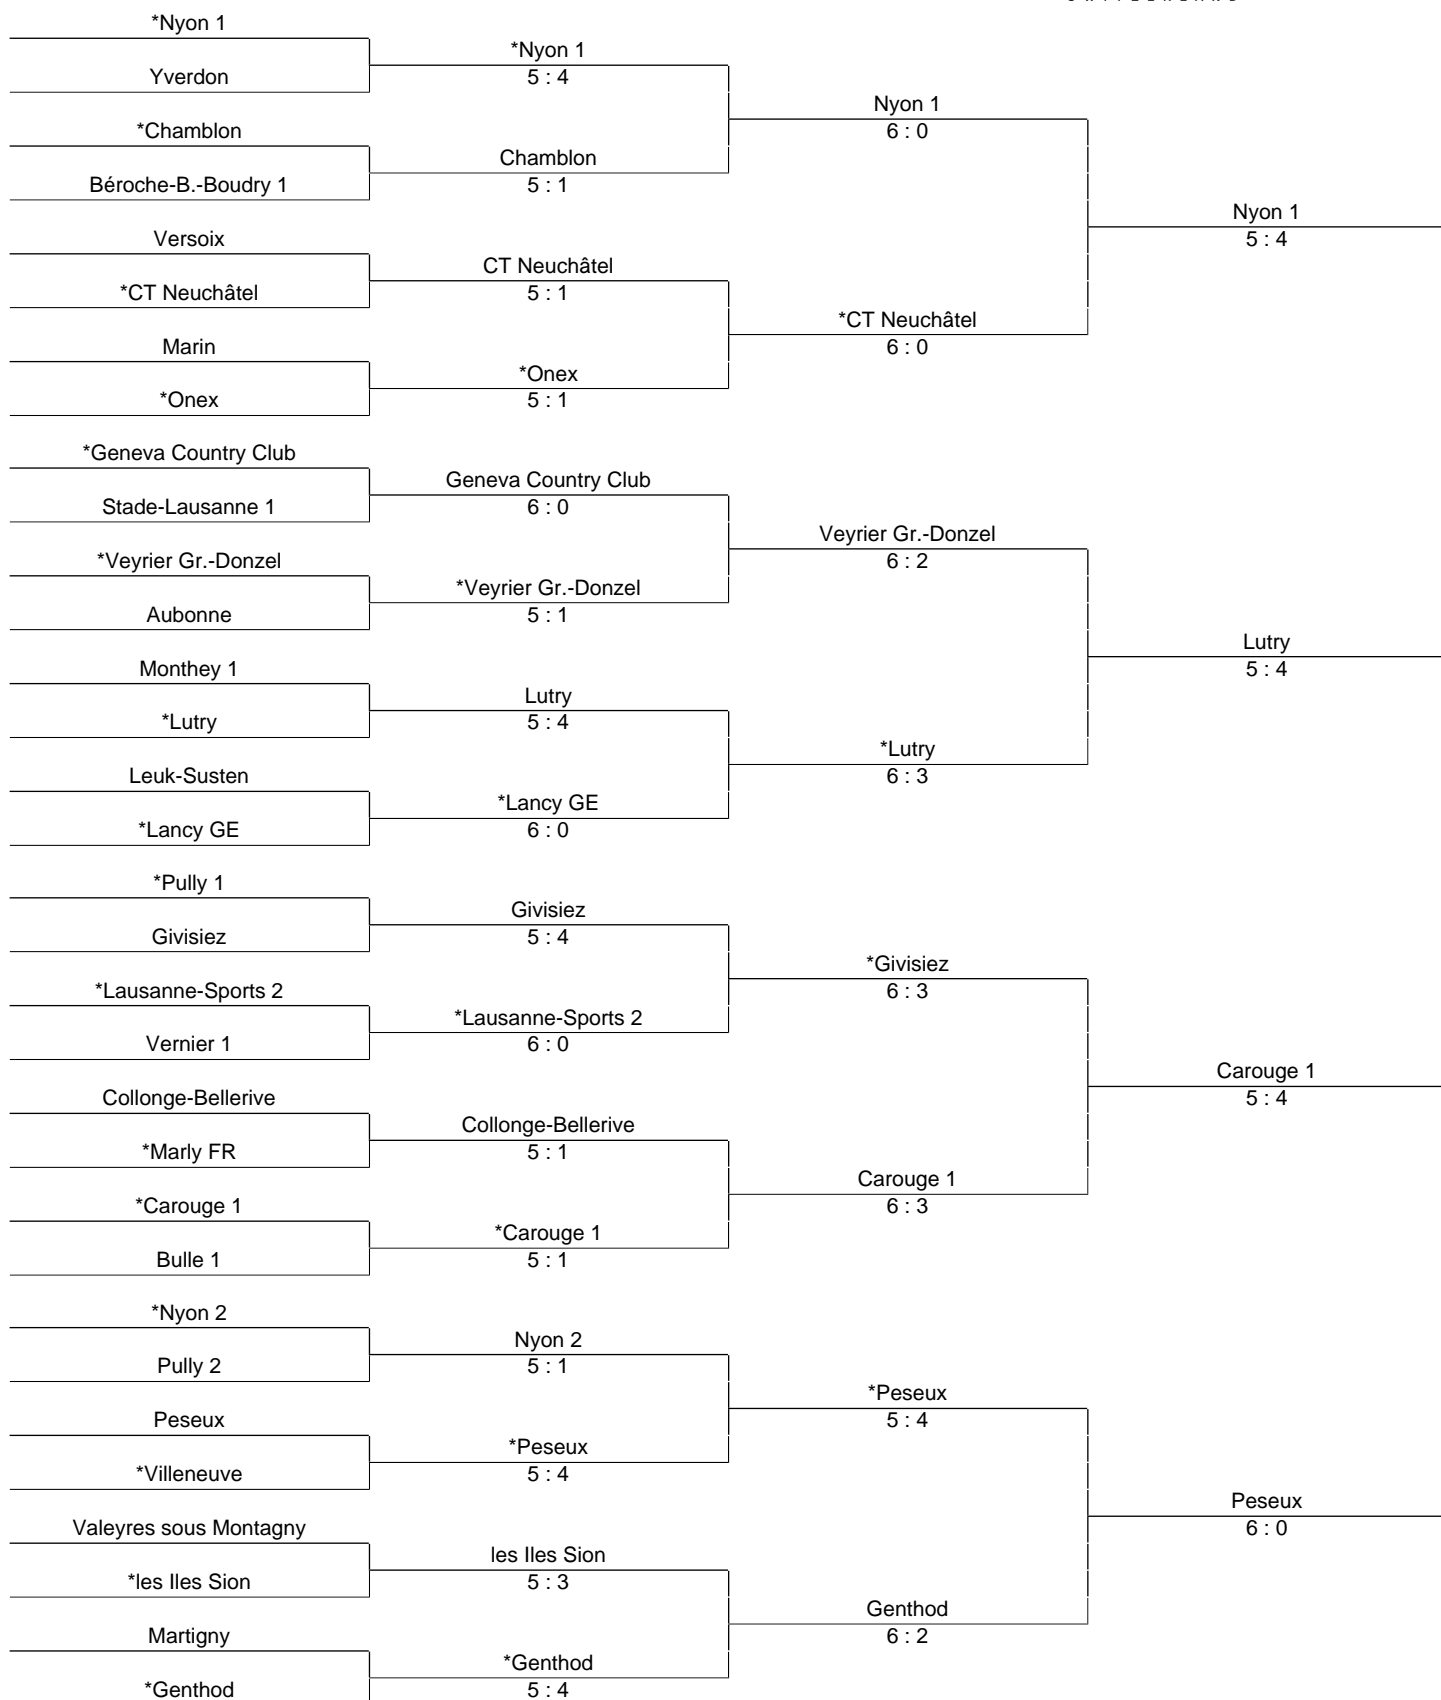 *Nyon 1
Yverdon
*Chamblon
Béroche-B.-Boudry 1
Versoix
*CT Neuchâtel
Marin
*Onex
*Geneva Country Club
Stade-Lausanne 1
*Veyrier Gr.-Donzel
Aubonne
Monthey 1
*Lutry
Leuk-Susten
*Lancy GE
*Pully 1
Givisiez
*Lausanne-Sports 2
Vernier 1
Collonge-Bellerive
*Marly FR
*Carouge 1
Bulle 1
*Nyon 2
Pully 2
Peseux
*Villeneuve
Valeyres sous Montagny
*les Iles Sion
Martigny
*Genthod
*Nyon 1
5 : 4
Chamblon
5 : 1
CT Neuchâtel
5 : 1
*Onex
5 : 1
Geneva Country Club
6 : 0
*Veyrier Gr.-Donzel
5 : 1
Lutry
5 : 4
*Lancy GE
6 : 0
Givisiez
5 : 4
*Lausanne-Sports 2
6 : 0
Collonge-Bellerive
5 : 1
*Carouge 1
5 : 1
Nyon 2
5 : 1
*Peseux
5 : 4
les Iles Sion
5 : 3
*Genthod
5 : 4
Nyon 1
6 : 0
*CT Neuchâtel
6 : 0
Veyrier Gr.-Donzel
6 : 2
*Lutry
6 : 3
*Givisiez
6 : 3
Carouge 1
6 : 3
*Peseux
5 : 4
Genthod
6 : 2
Nyon 1
5 : 4
Lutry
5 : 4
Carouge 1
5 : 4
Peseux
6 : 0